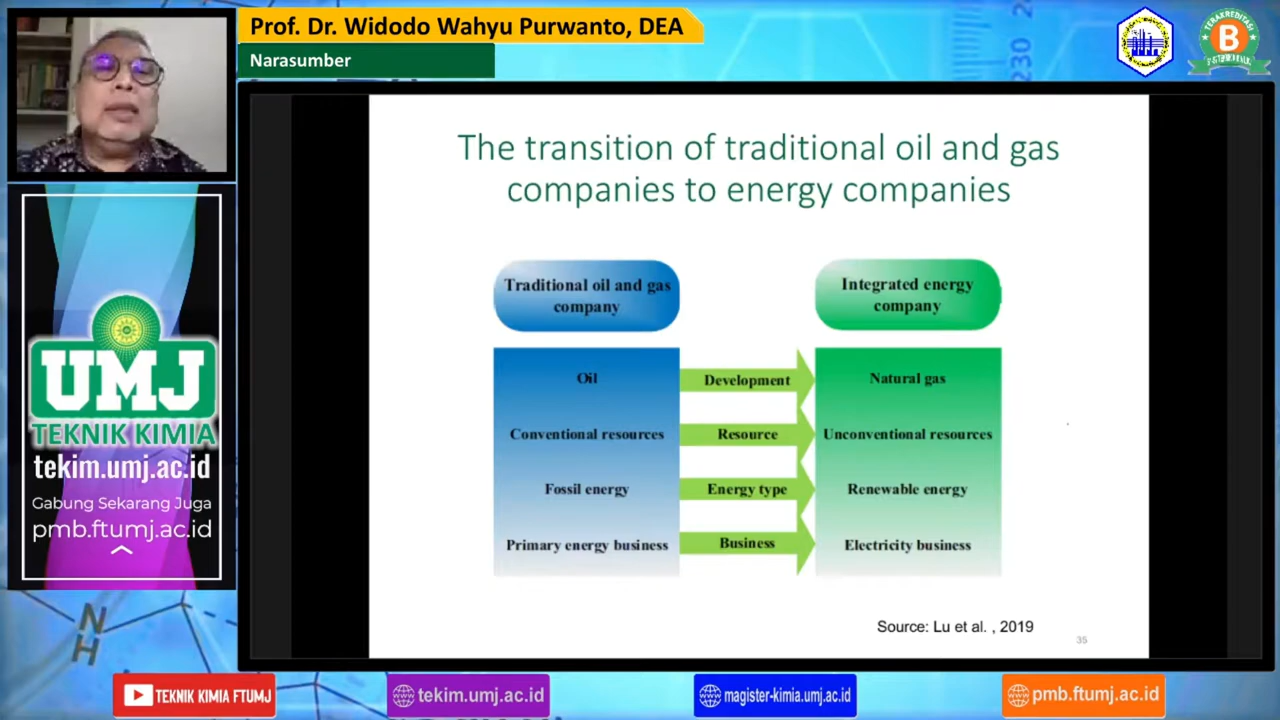 Prof. Dr. Widodo Wahyu Purwanto, DEA
Narasumber
230
TERAKREDITASI
B
UMJ
TEKNIK KIMIA
tekim.umj.ac.id
Gabung Sekarang Juga
pmb.ftumj.ac.id
N
H
The transition of traditional oil and gas
companies to energy companies
Traditional oil and gas
company
Integrated energy
company
Oil
Development
Natural gas
Conventional resources
Resource
Unconventional resources
Fossil energy
Energy type
Renewable energy
Primary energy business
Business
Electricity business
Source: Lu et al. , 2019
35
TEKNIK KIMIA FTUMJ
tekim.umj.ac.id
magister-kimia.umj.ac.id
pmb.ftumj.ac.id